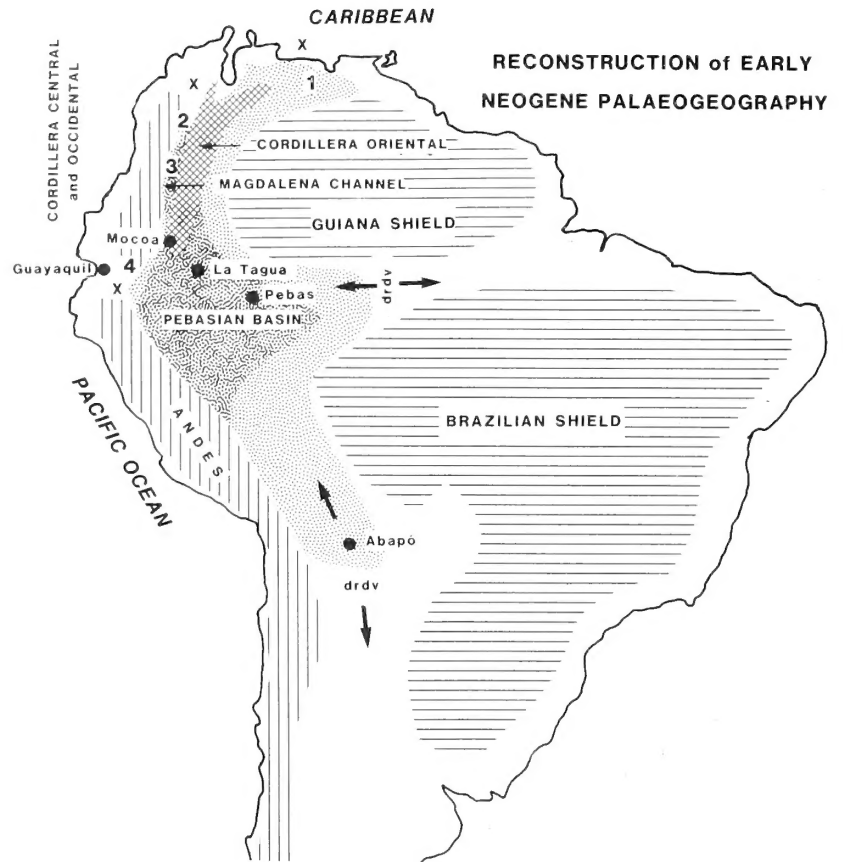 CARIBBEAN
RECONSTRUCTION of EARLY
NEOGENE PALAEOGEOGRAPHY
X
X
1
CORDILLERA CENTRAL
and OCCIDENTAL
2
CORDILLERA ORIENTAL
3
MAGDALENA CHANNEL
GUIANA SHIELD
Mocoa
Guayaquil
4
La Tagua
X
Pebas
drdv
PEBASIAN BASIN
PACIFIC OCEAN
ANDES
BRAZILIAN SHIELD
Abapó
drdv